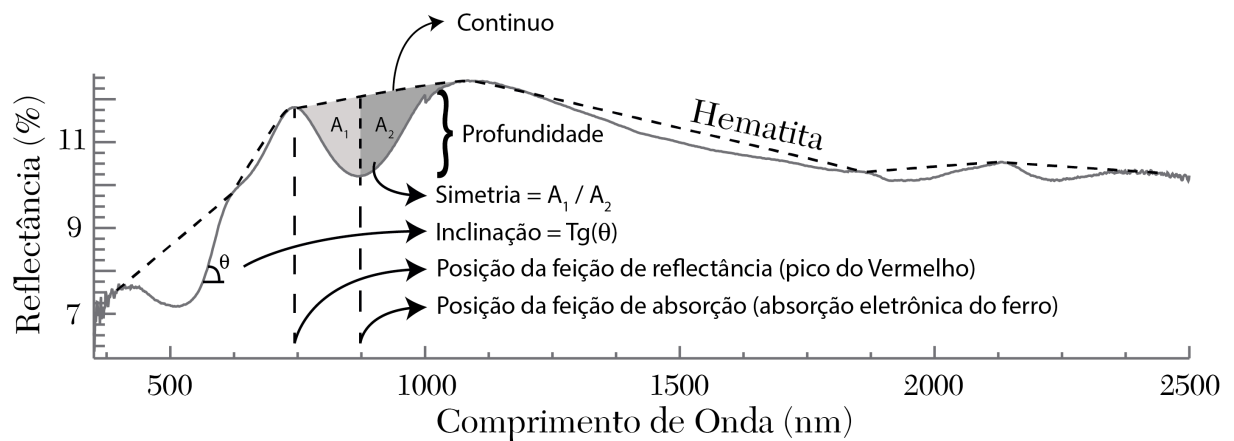 Continuo
Hematita
A1
A2
Profundidade
Simetria = A1 / A2
θ
Inclinação = Tg(θ)
Posição da feição de reflectância (pico do Vermelho)
Posição da feição de absorção (absorção eletrônica do ferro)
Reflectância (%)
11
9
7
500
1000
1500
2000
2500
Comprimento de Onda (nm)